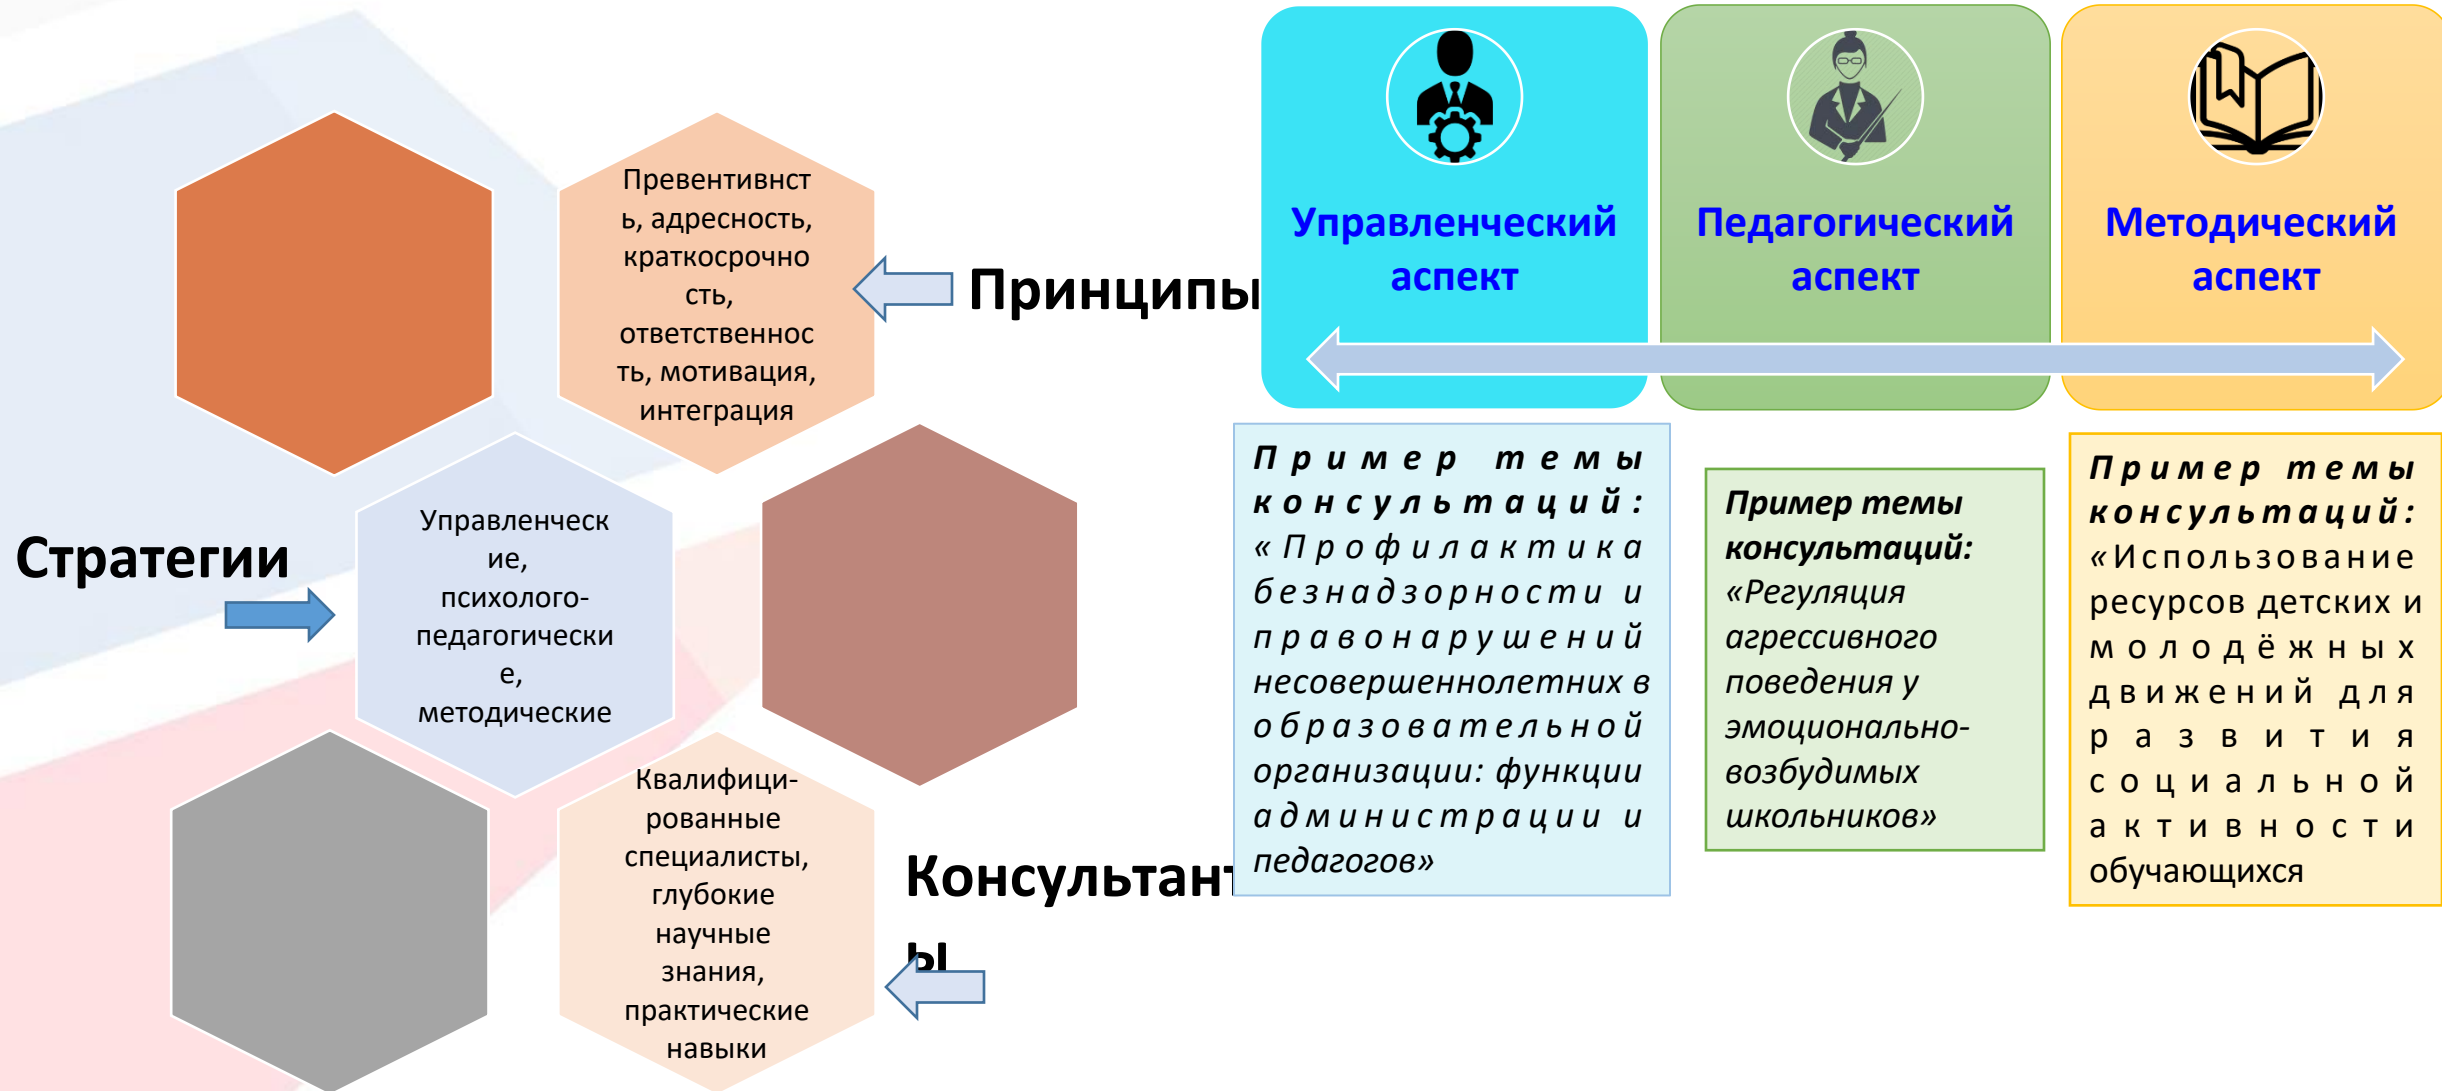 Превентивнст
ь, адресность,
краткосрочно
сть,
ответственнос
ть, мотивация,
интеграция
Принципы
Стратегии
Управленческ
ие,
психолого-
педагогически
е,
методические
Квалифици-
рованные
специалисты,
глубокие
научные
знания,
практические
навыки
Консультант
ы
Управленческий
аспект
Педагогический
аспект
Методический
аспект
Пример темы
консультаций:
«Профилактика
безнадзорности и
правонарушений
несовершеннолетних в
образовательной
организации: функции
администрации и
педагогов»
Пример темы
консультаций:
«Регуляция
агрессивного
поведения у
эмоционально-
возбудимых
школьников»
Пример темы
консультаций:
«Использование
ресурсов детских и
молодёжных
движений для
развития
социальной
активности
обучающихся